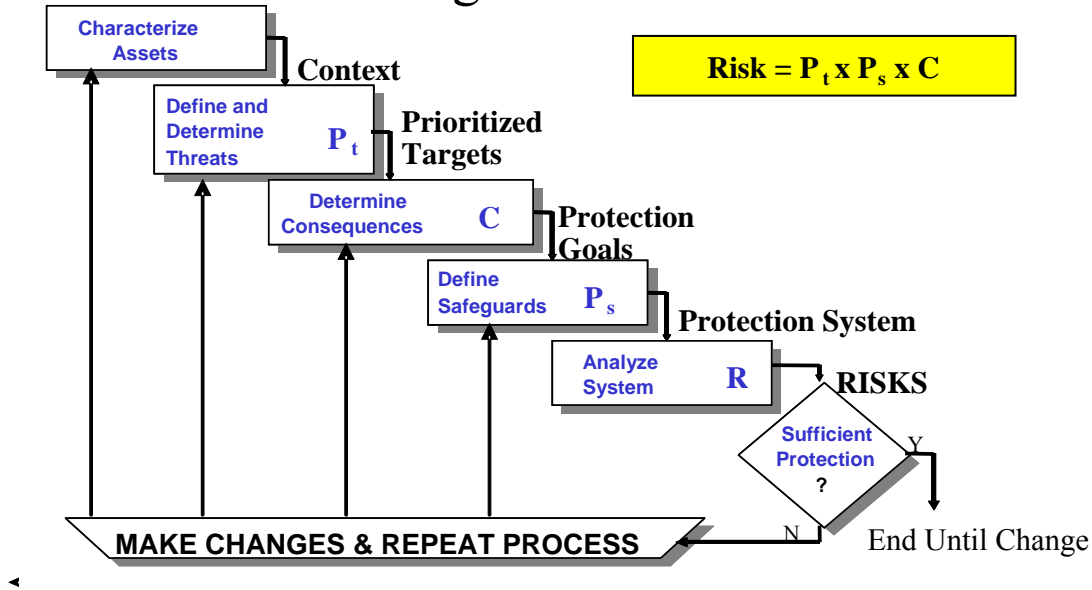 Characterize
Assets
Context
Risk = Pt x Ps x C
Define and
Determine
Threats
Pt
Prioritized
Targets
Determine
Consequences
C
Protection
Goals
Define
Safeguards
Ps
Protection System
Analyze
System
R
RISKS
Sufficient
Protection
?
Y
N
End Until Change
MAKE CHANGES & REPEAT PROCESS